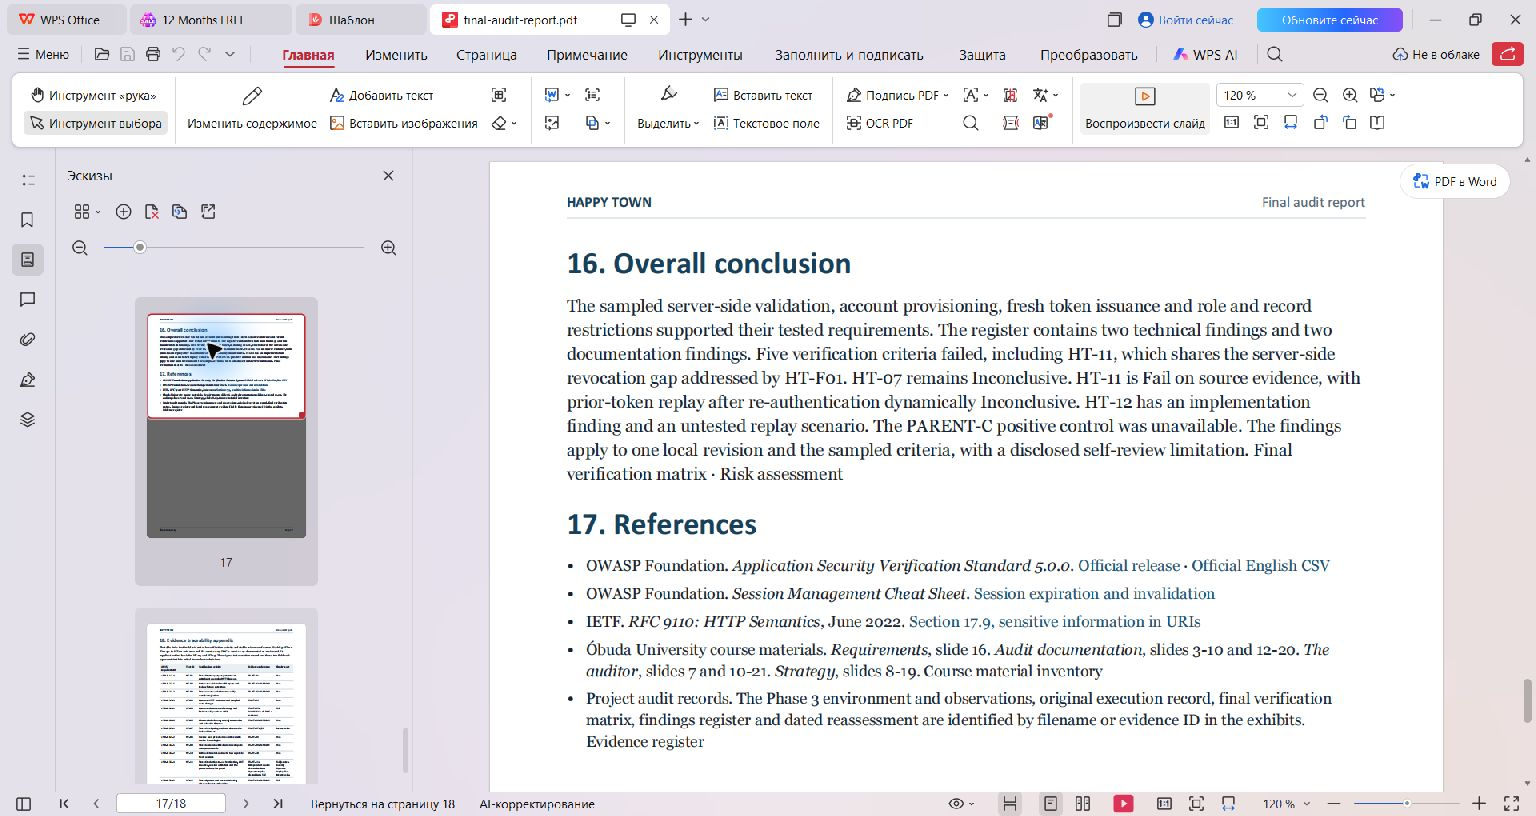 WPS Office
12 Months FREE
Шаблон
final-audit-report.pdf
Войти сейчас
Обновите сейчас
Меню
Главная
Изменить
Страница
Примечание
Инструменты
Заполнить и подписать
Защита
Преобразовать
WPS AI
Не в облаке
Инструмент «рука»
Добавить текст
Вставить текст
Подпись PDF
120 %
Инструмент выбора
Изменить содержимое
Вставить изображения
Выделить
Текстовое поле
OCR PDF
Воспроизвести слайд
Эскизы
PDF в Word
HAPPY TOWN
Final audit report
16. Overall conclusion
The sampled server-side validation, account provisioning, fresh token issuance and role and record
restrictions supported their tested requirements. The register contains two technical findings and two
documentation findings. Five verification criteria failed, including HT-11, which shares the server-side
revocation gap addressed by HT-F01. HT-07 remains Inconclusive. HT-11 is Fail on source evidence, with
prior-token replay after re-authentication dynamically Inconclusive. HT-12 has an implementation
finding and an untested replay scenario. The PARENT-C positive control was unavailable. The findings
apply to one local revision and the sampled criteria, with a disclosed self-review limitation. Final
verification matrix · Risk assessment
17. References
• OWASP Foundation. Application Security Verification Standard 5.0.0. Official release · Official English CSV
• OWASP Foundation. Session Management Cheat Sheet. Session expiration and invalidation
• IETF. RFC 9110: HTTP Semantics, June 2022. Section 17.9, sensitive information in URIs
• Óbuda University course materials. Requirements, slide 16. Audit documentation, slides 3-10 and 12-20. The
auditor, slides 7 and 10-21. Strategy, slides 8-19. Course material inventory
• Project audit records. The Phase 3 environment and observations, original execution record, final verification
matrix, findings register and dated reassessment are identified by filename or evidence ID in the exhibits.
Evidence register
16. Overall conclusion
17. References
17
18. Evidence traceability appendix
17/18
Вернуться на страницу 18
AI-корректирование
120 %